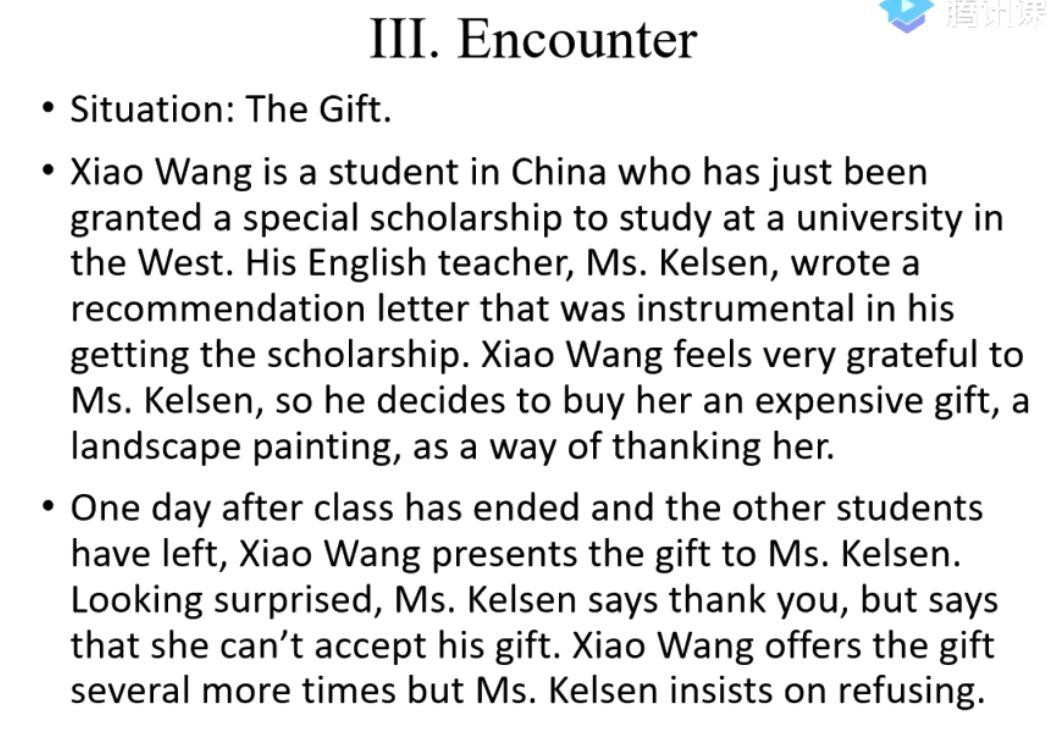 腾讯课
III. Encounter
• Situation: The Gift.
• Xiao Wang is a student in China who has just been
granted a special scholarship to study at a university in
the West. His English teacher, Ms. Kelsen, wrote a
recommendation letter that was instrumental in his
getting the scholarship. Xiao Wang feels very grateful to
Ms. Kelsen, so he decides to buy her an expensive gift, a
landscape painting, as a way of thanking her.
• One day after class has ended and the other students
have left, Xiao Wang presents the gift to Ms. Kelsen.
Looking surprised, Ms. Kelsen says thank you, but says
that she can’t accept his gift. Xiao Wang offers the gift
several more times but Ms. Kelsen insists on refusing.